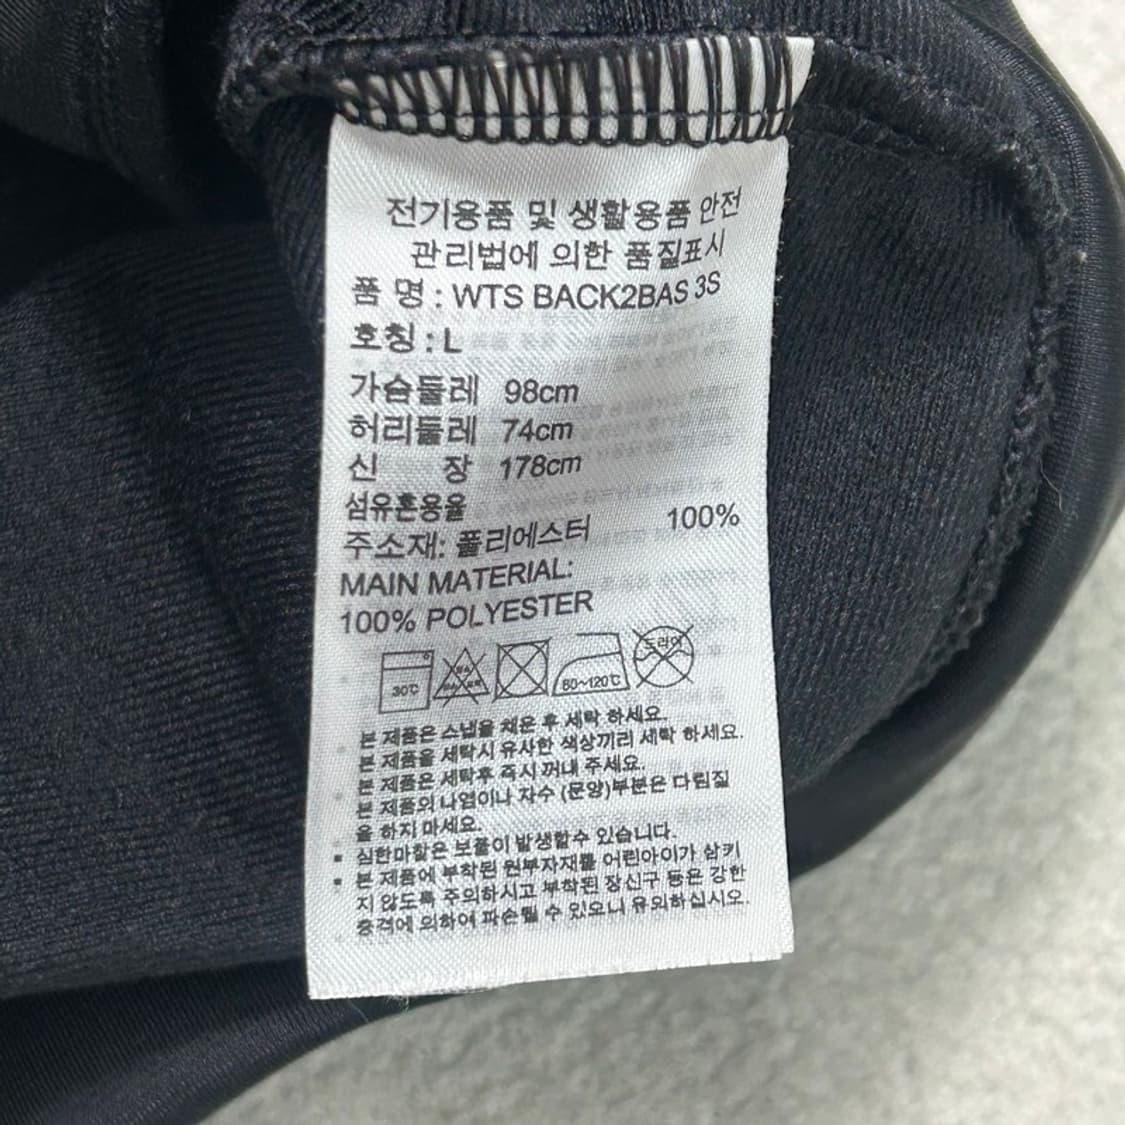 전기용품 및 생활용품 안전
관리법에 의한 품질표시
품 명 : WTS BACK2BAS 3S
호칭 : L
가슴둘레 98cm
허리둘레 74cm
신 장 178cm
섬유혼용율
주소재: 폴리에스터 100%
MAIN MATERIAL:
100% POLYESTER
30℃ 80~120℃ 드라이
본 제품은 스냅을 채운 후 세탁 하세요.
본 제품을 세탁시 유사한 색상끼리 세탁 하세요.
본 제품은 세탁후 즉시 꺼내 주세요.
본 제품의 나염이나 자수 (문양)부분은 다림질
을 하지 마세요.
▪ 심한마찰은 보풀이 발생할수 있습니다.
▪ 본 제품에 부착된 원부자재를 어린아이가 삼키
지 않도록 주의하시고 부착된 장신구 등은 강한
충격에 의하여 파손될 수 있으니 유의하십시오.